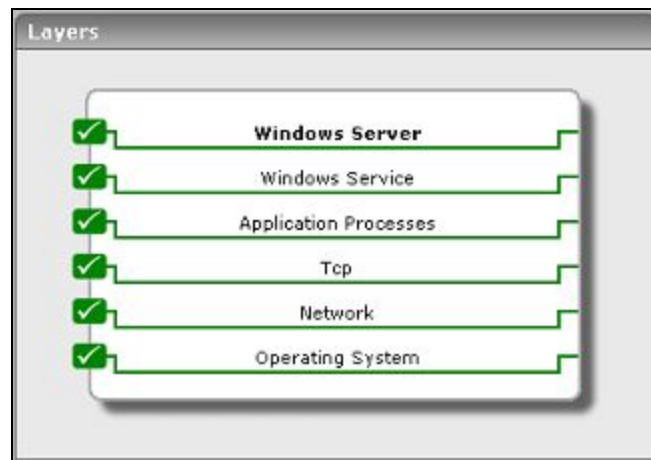 Layers
Windows Server
Windows Service
Application Processes
Tcp
Network
Operating System